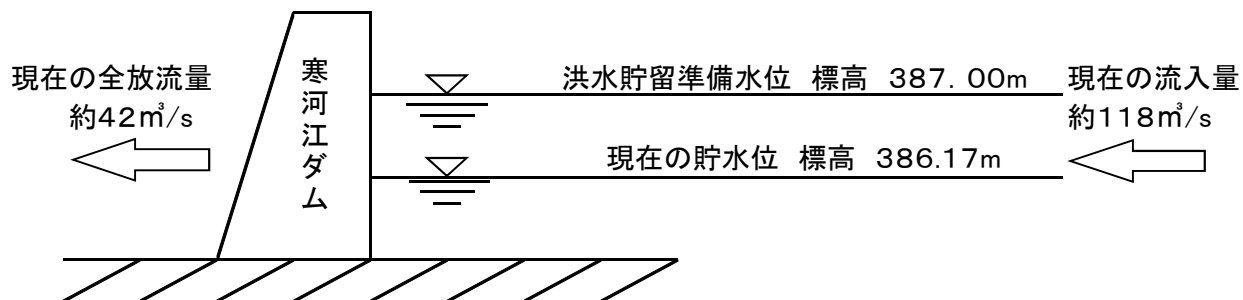 現在の全放流量
約42㎥/s
寒河江ダム
洪水貯留準備水位 標高 387.00m
現在の貯水位 標高 386.17m
現在の流入量
約118㎥/s